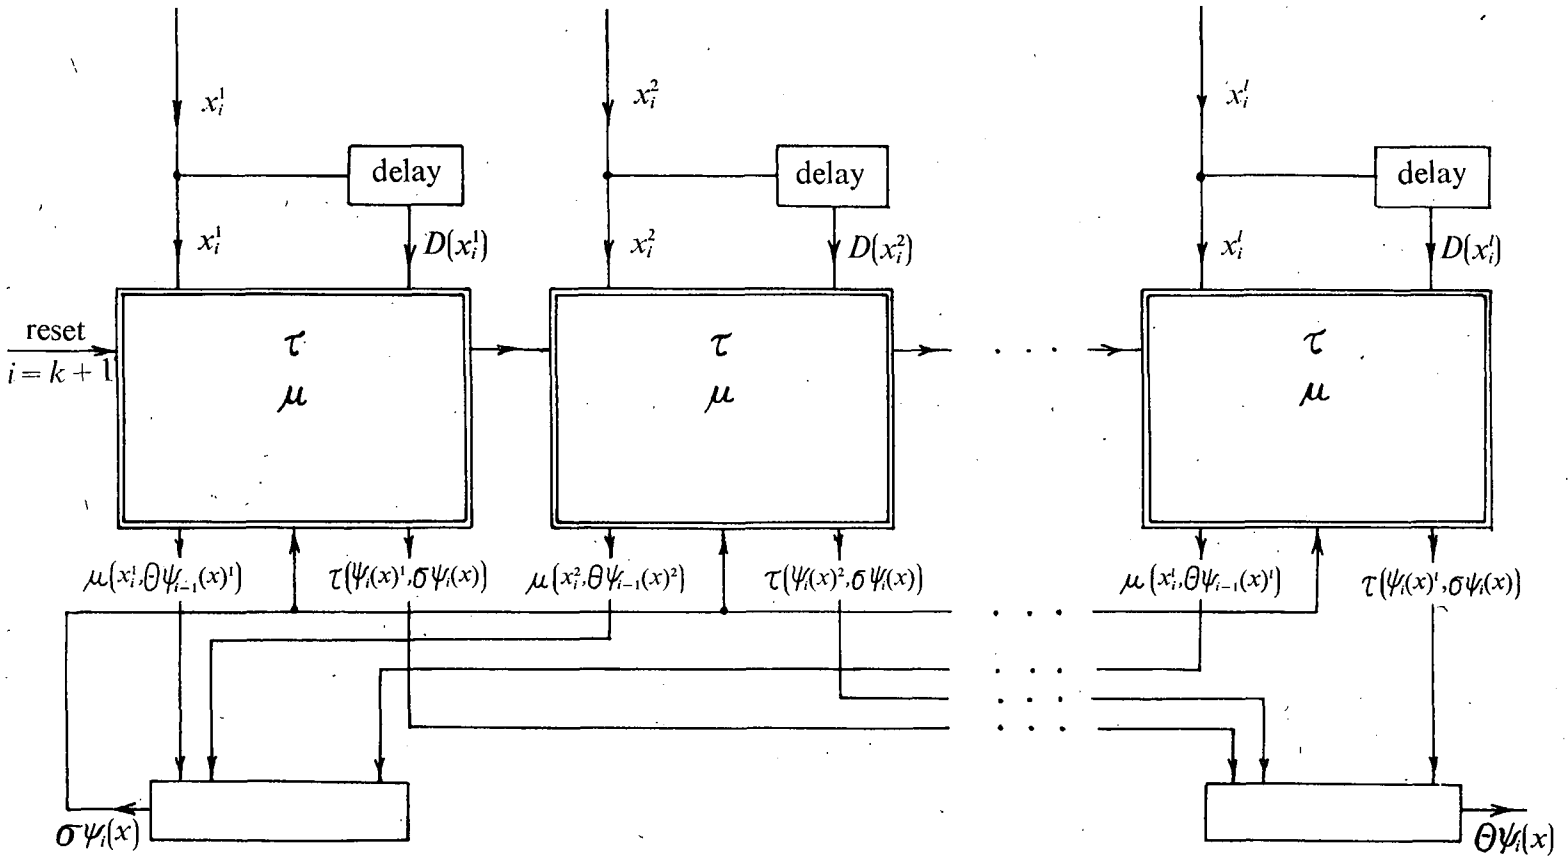 x_i^1
x_i^2
x_i^l
delay
delay
delay
x_i^1
D(x_i^1)
x_i^2
D(x_i^2)
x_i^l
D(x_i^l)
reset
i = k + 1
τ
μ
τ
μ
τ
μ
μ(x_i^1, Θψ_{i-1}(x)^1)
τ(ψ_i(x)^1, σψ_i(x))
μ(x_i^2, Θψ_{i-1}(x)^2)
τ(ψ_i(x)^2, σψ_i(x))
μ(x_i^l, Θψ_{i-1}(x)^l)
τ(ψ_i(x)^l, σψ_i(x))
σψ_i(x)
Θψ_i(x)